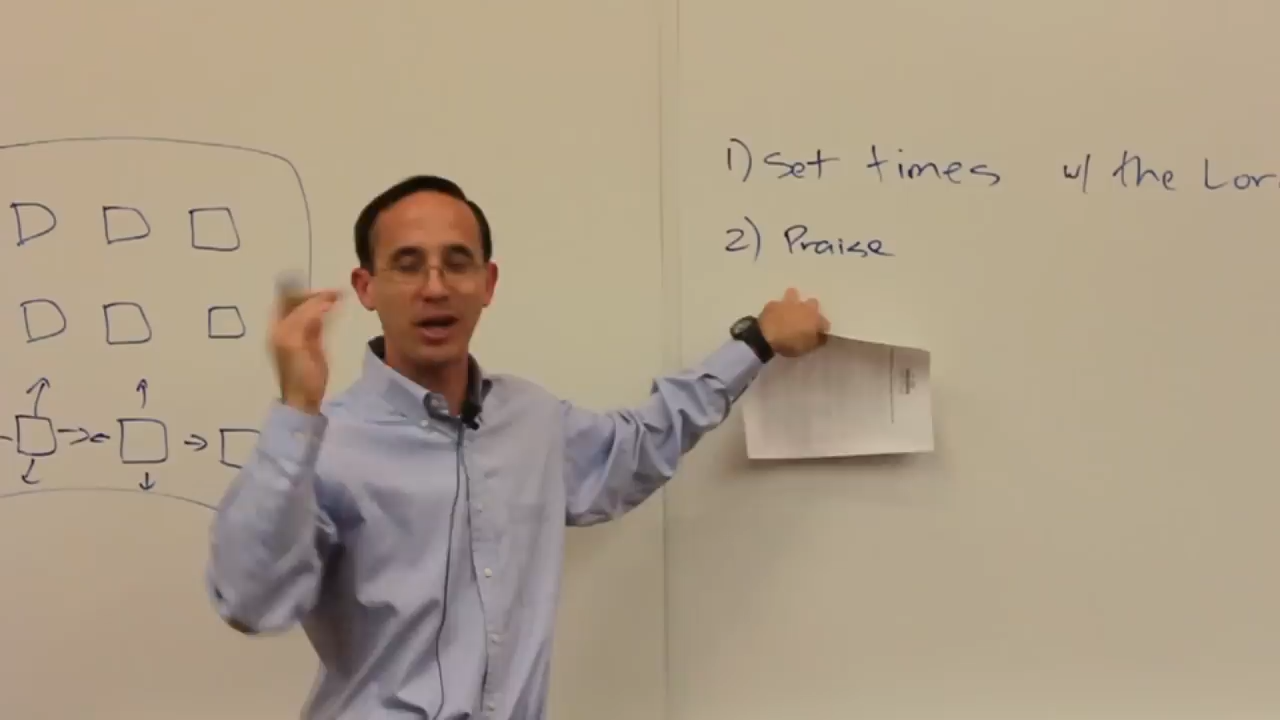 1) Set times w/ the Lor
2) Praise